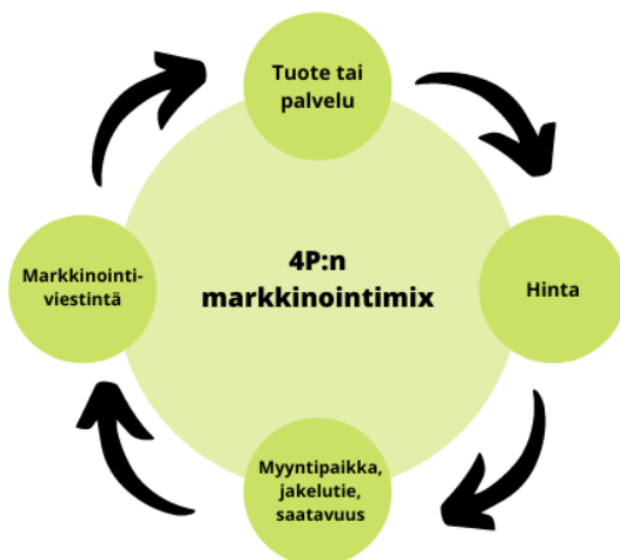 Tuote tai
palvelu
4P:n
markkinointimix
Markkinointi-
viestintä
Hinta
Myyntipaikka,
jakelutie,
saatavuus